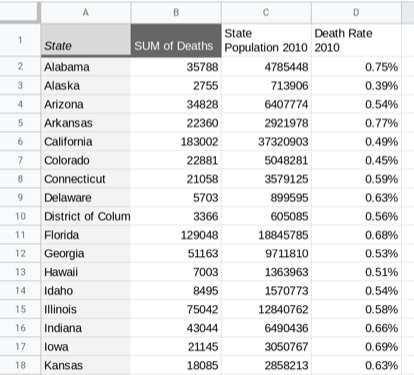 A B C D
1 State SUM of Deaths State Population 2010 Death Rate 2010
2 Alabama 35788 4785448 0.75%
3 Alaska 2755 713906 0.39%
4 Arizona 34828 6407774 0.54%
5 Arkansas 22360 2921978 0.77%
6 California 183002 37320903 0.49%
7 Colorado 22881 5048281 0.45%
8 Connecticut 21058 3579125 0.59%
9 Delaware 5703 899595 0.63%
10 District of Colum 3366 605085 0.56%
11 Florida 129048 18845785 0.68%
12 Georgia 51163 9711810 0.53%
13 Hawaii 7003 1363963 0.51%
14 Idaho 8495 1570773 0.54%
15 Illinois 75042 12840762 0.58%
16 Indiana 43044 6490436 0.66%
17 Iowa 21145 3050767 0.69%
18 Kansas 18085 2858213 0.63%